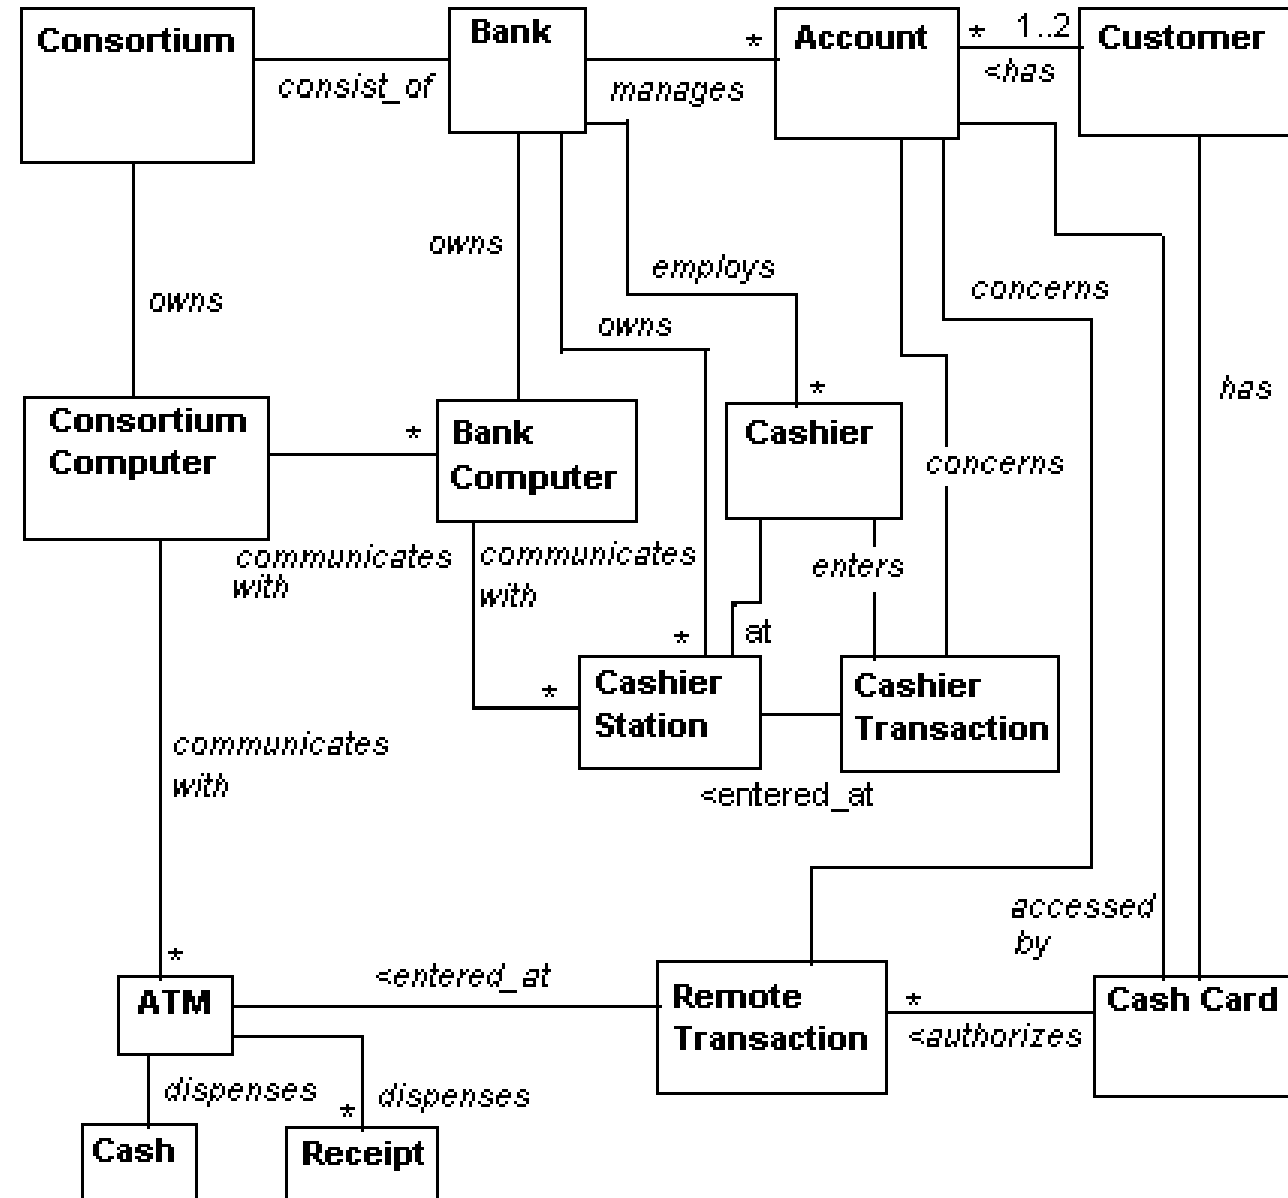 Consortium
Bank
Account
Customer
* 1..2
*
consist_of
manages
<has
owns
employs
concerns
owns
owns
*
has
Consortium
Computer
*
Bank
Computer
Cashier
concerns
communicates
with
communicates
with
enters
*
at
*
Cashier
Station
Cashier
Transaction
communicates
with
<entered_at
accessed
by
*
<entered_at
ATM
Remote
Transaction
*
<authorizes
Cash Card
dispenses
*
dispenses
Cash
Receipt